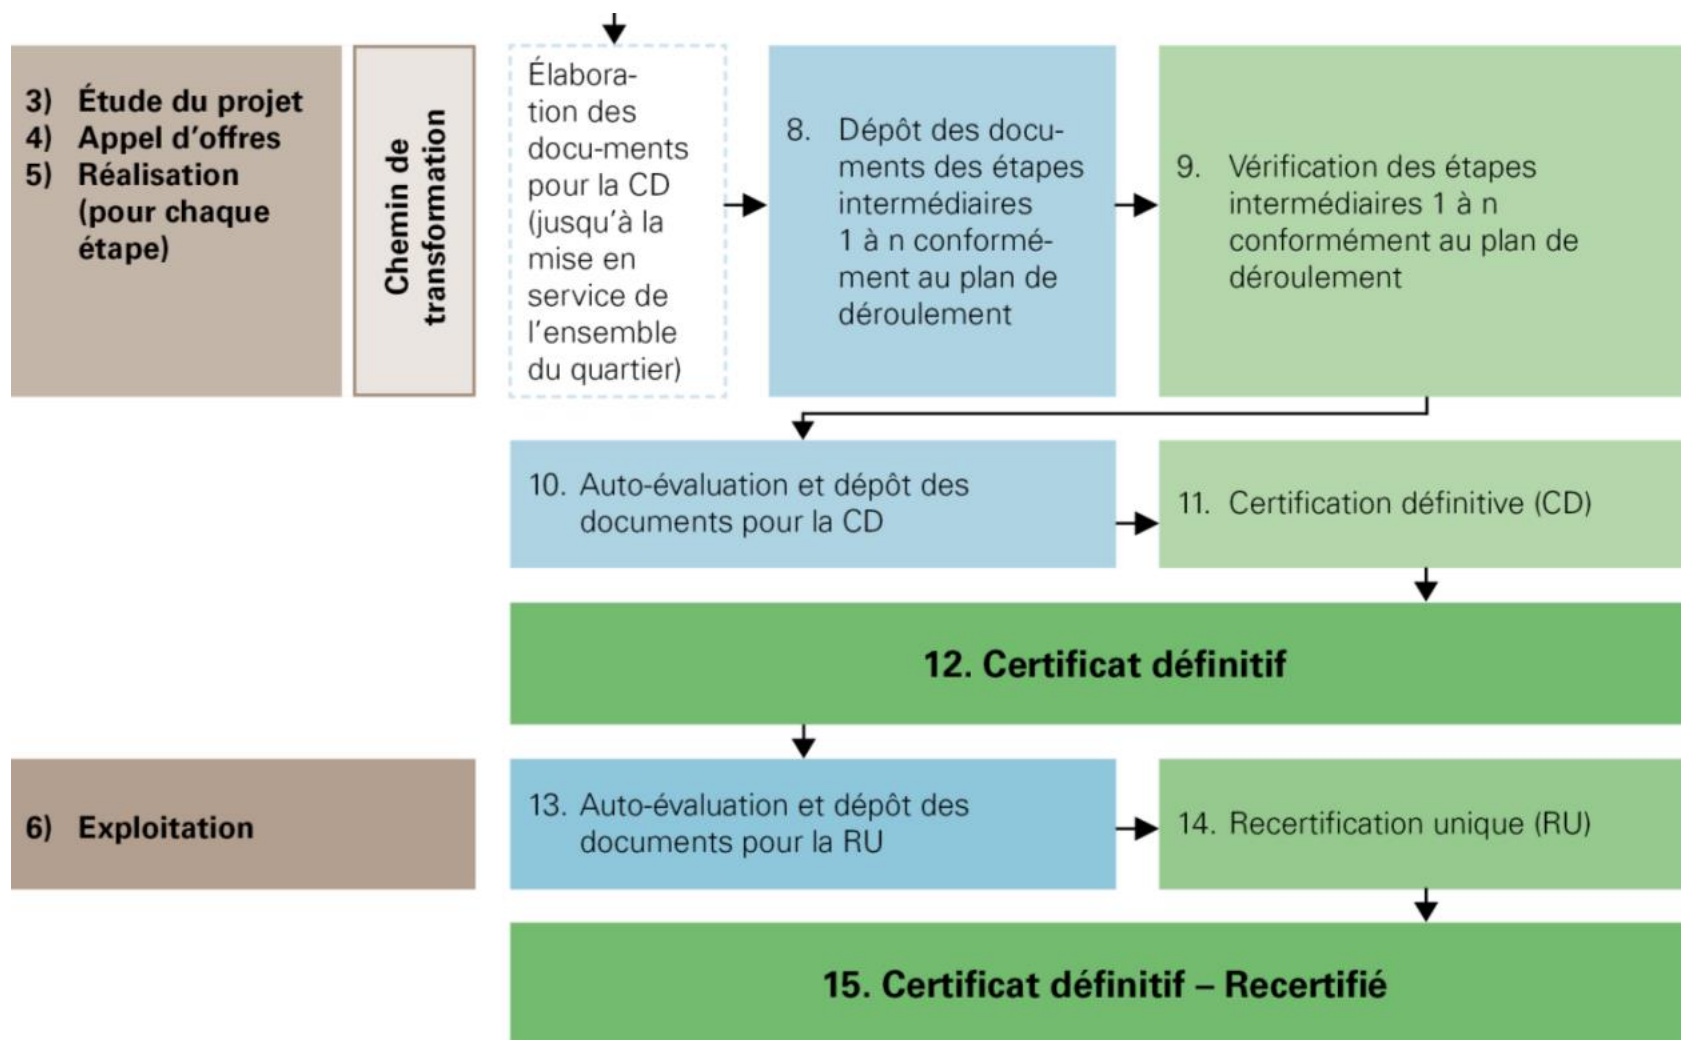 3) Étude du projet
4) Appel d’offres
5) Réalisation
(pour chaque
étape)
Chemin de
transformation
Élabora-
tion des
docu-ments
pour la CD
(jusqu’à la
mise en
service de
l’ensemble
du quartier)
8. Dépôt des docu-
ments des étapes
intermédiaires
1 à n conformé-
ment au plan de
déroulement
9. Vérification des étapes
intermédiaires 1 à n
conformément au plan de
déroulement
10. Auto-évaluation et dépôt des
documents pour la CD
11. Certification définitive (CD)
12. Certificat définitif
6) Exploitation
13. Auto-évaluation et dépôt des
documents pour la RU
14. Recertification unique (RU)
15. Certificat définitif – Recertifié